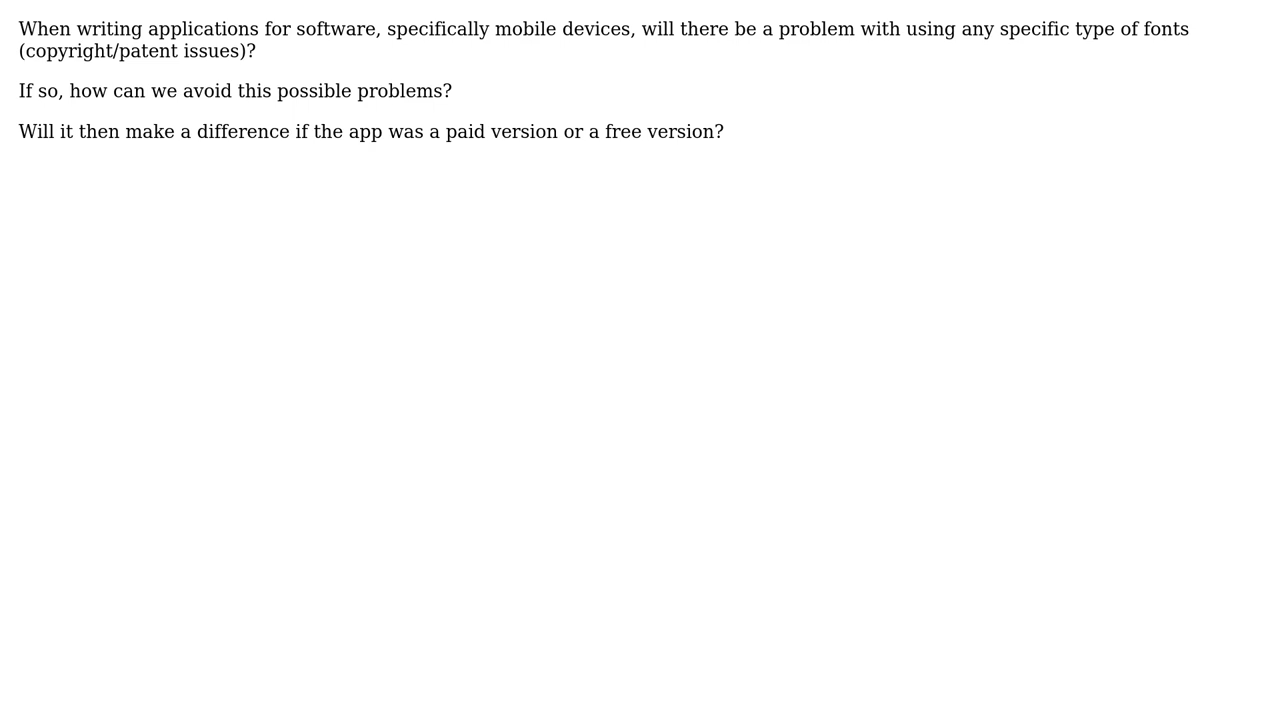 When writing applications for software, specifically mobile devices, will there be a problem with using any specific type of fonts
(copyright/patent issues)?
If so, how can we avoid this possible problems?
Will it then make a difference if the app was a paid version or a free version?